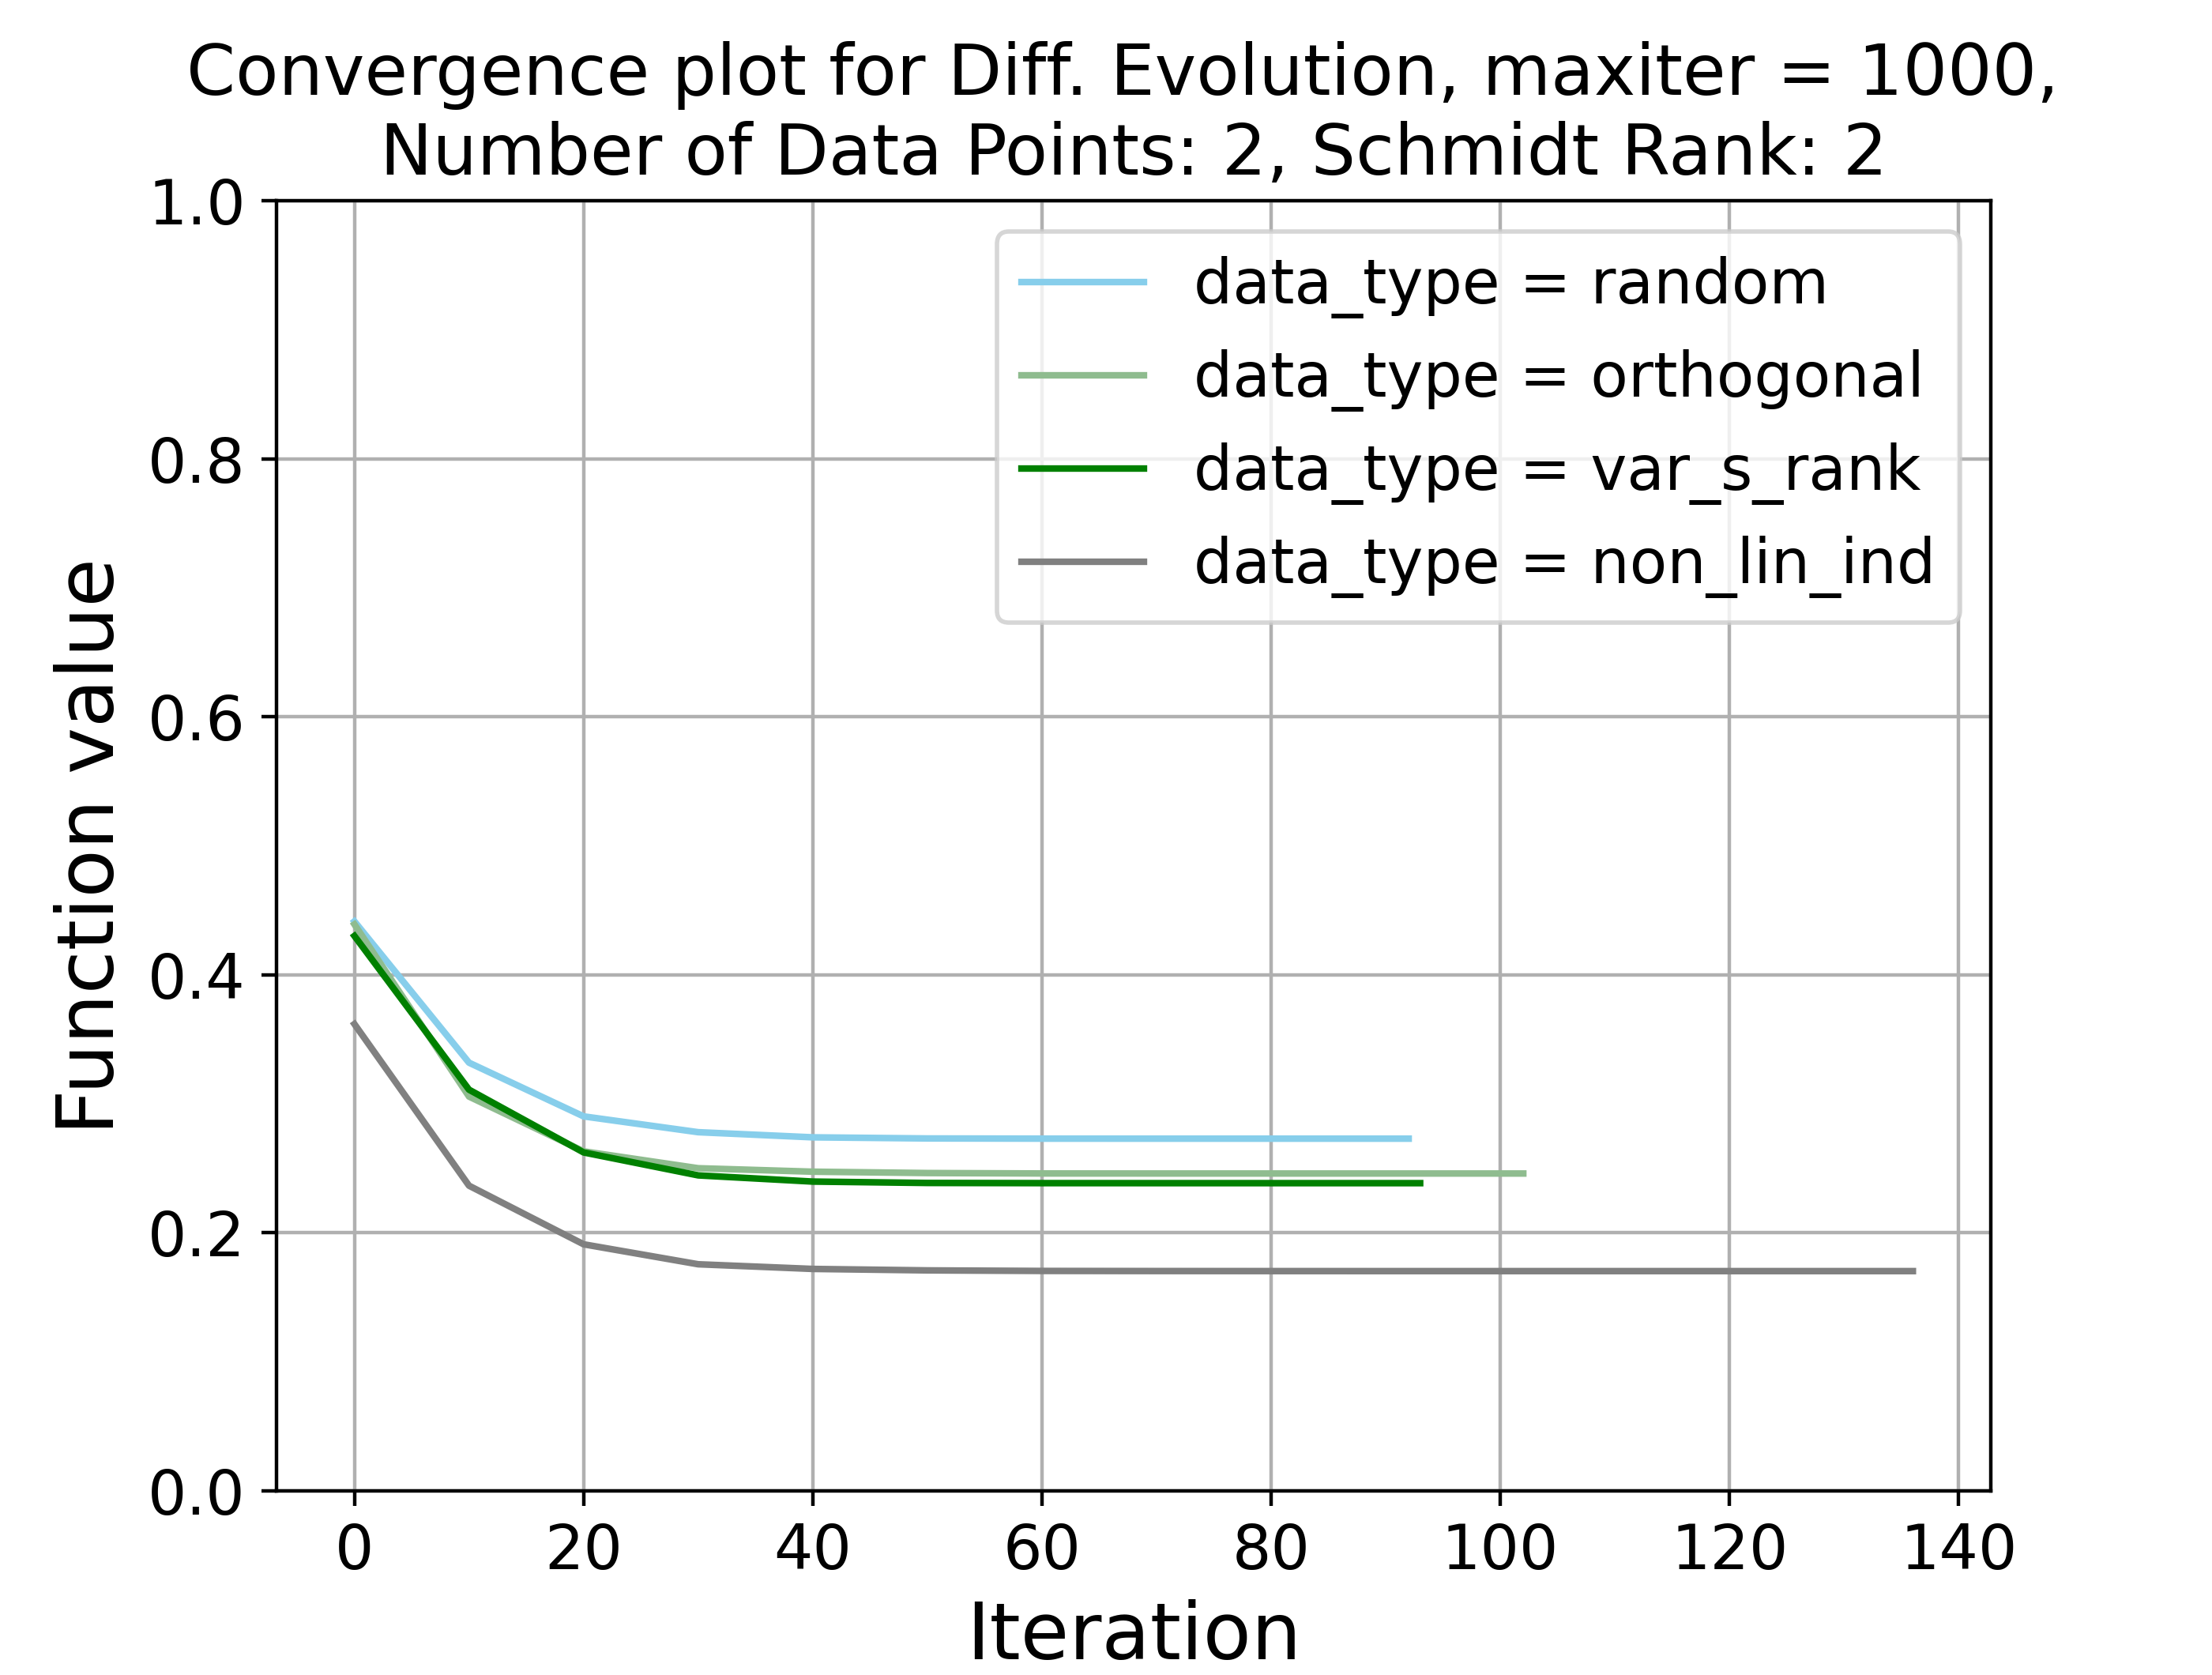 Convergence plot for Diff. Evolution, maxiter = 1000,
Number of Data Points: 2, Schmidt Rank: 2
1.0
0.8
0.6
0.4
0.2
0.0
Function value
data_type = random
data_type = orthogonal
data_type = var_s_rank
data_type = non_lin_ind
0 20 40 60 80 100 120 140
Iteration